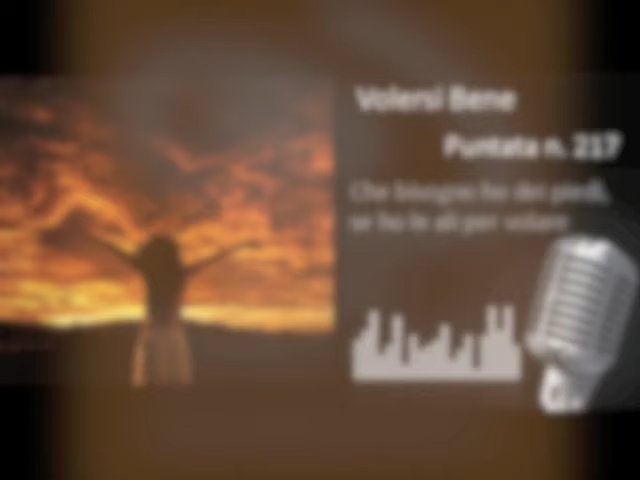 Volersi Bene
Puntata n. 217
Che bisogno ho dei piedi,
se ho le ali per volare